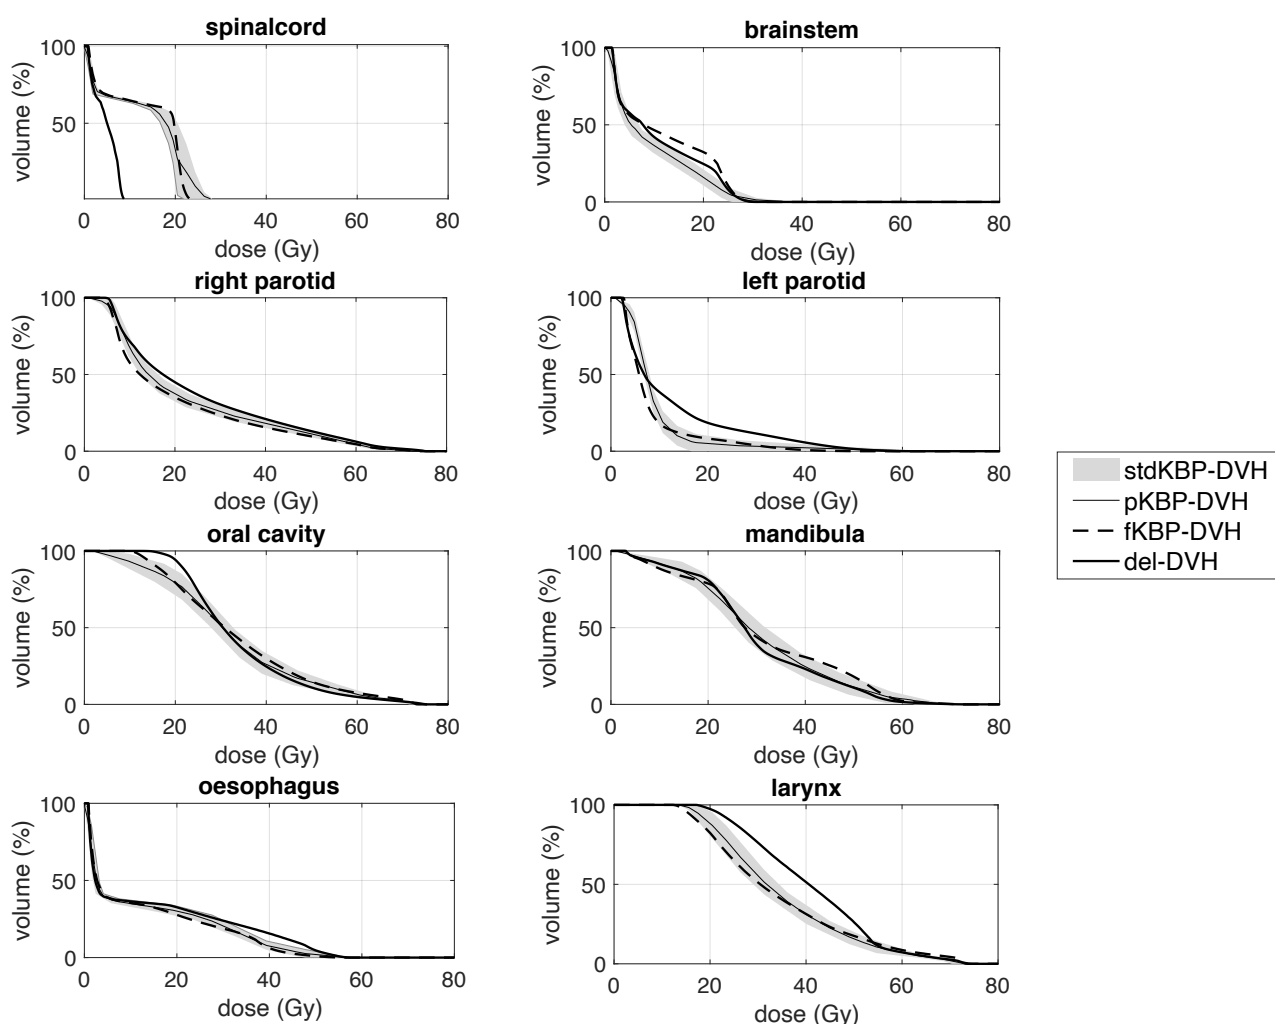 spinalcord
100
50
volume (%)
0
20
40
60
80
dose (Gy)
brainstem
100
50
0
volume (%)
0
20
40
60
80
dose (Gy)
right parotid
100
50
0
volume (%)
0
20
40
60
80
dose (Gy)
left parotid
100
50
0
volume (%)
0
20
40
60
80
dose (Gy)
oral cavity
100
50
0
volume (%)
0
20
40
60
80
dose (Gy)
mandibula
100
50
0
volume (%)
0
20
40
60
80
dose (Gy)
oesophagus
100
50
0
volume (%)
0
20
40
60
80
dose (Gy)
larynx
100
50
0
volume (%)
0
20
40
60
80
dose (Gy)
stdKBP-DVH
pKBP-DVH
fKBP-DVH
del-DVH